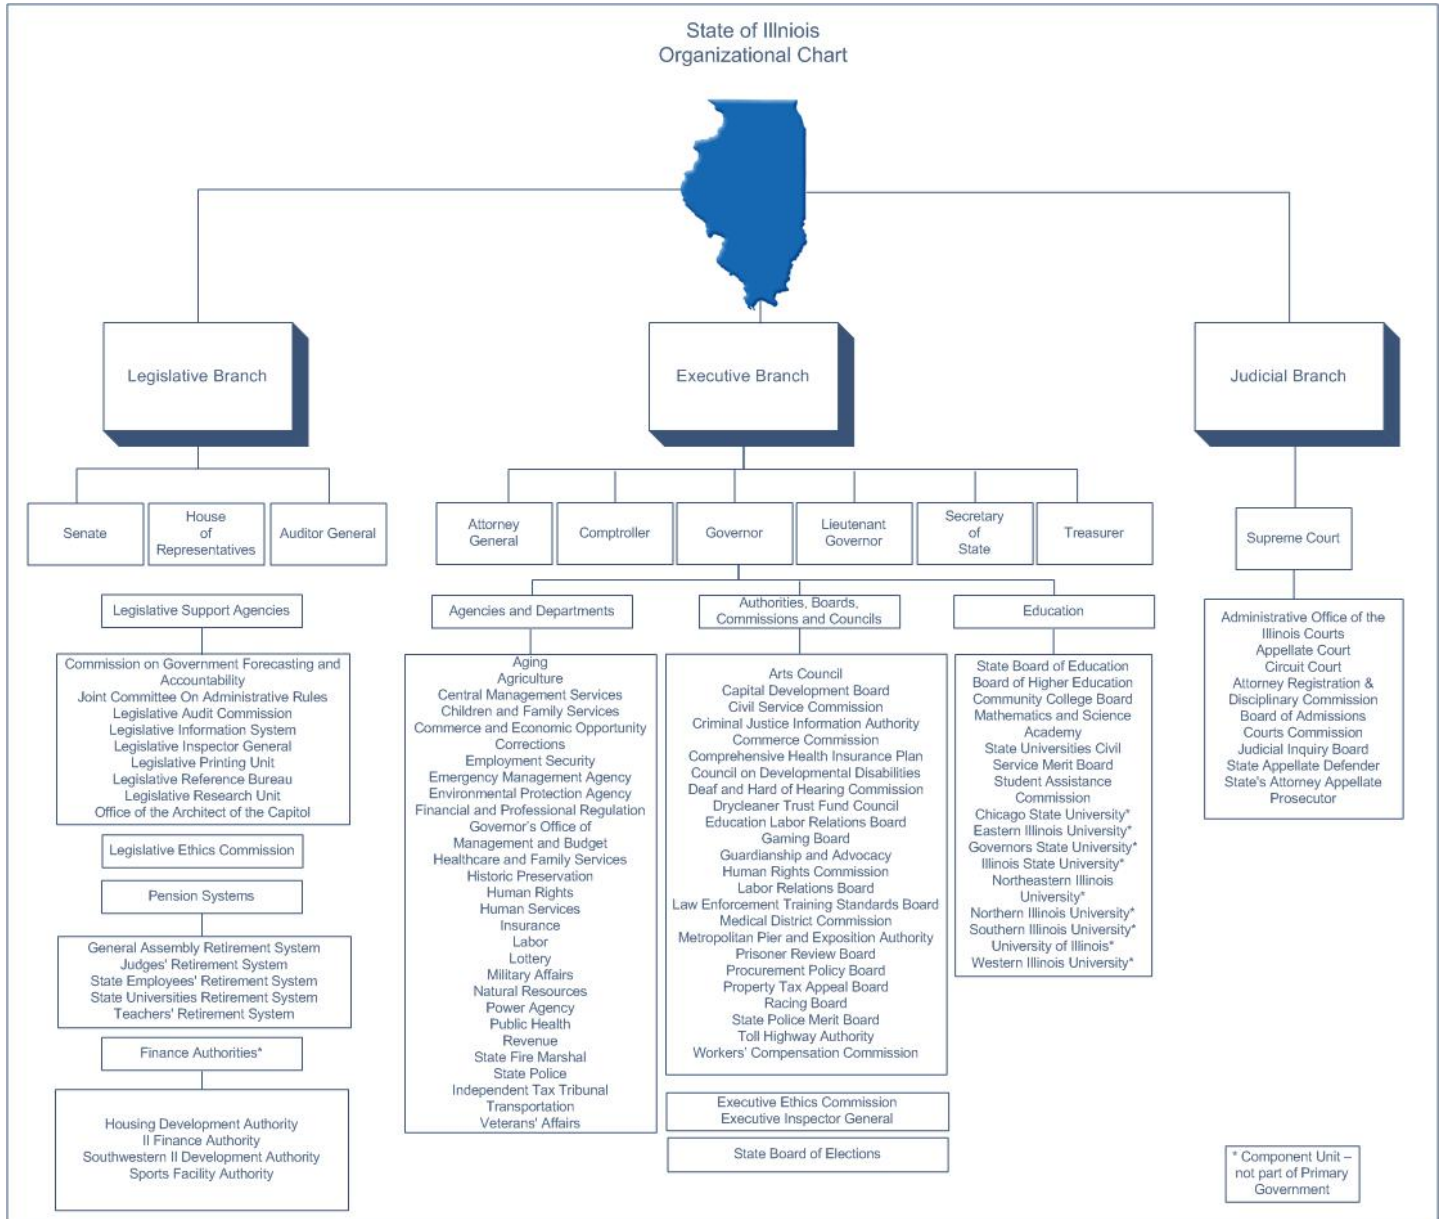 State of Illniois
Organizational Chart
Legislative Branch
Executive Branch
Judicial Branch
Senate
House
of
Representatives
Auditor General
Attorney
General
Comptroller
Governor
Lieutenant
Governor
Secretary
of
State
Treasurer
Supreme Court
Legislative Support Agencies
Commission on Government Forecasting and
Accountability
Joint Committee On Administrative Rules
Legislative Audit Commission
Legislative Information System
Legislative Inspector General
Legislative Printing Unit
Legislative Reference Bureau
Legislative Research Unit
Office of the Architect of the Capitol
Legislative Ethics Commission
Pension Systems
General Assembly Retirement System
Judges' Retirement System
State Employees' Retirement System
State Universities Retirement System
Teachers' Retirement System
Finance Authorities*
Housing Development Authority
Il Finance Authority
Southwestern Il Development Authority
Sports Facility Authority
Agencies and Departments
Aging
Agriculture
Central Management Services
Children and Family Services
Commerce and Economic Opportunity
Corrections
Employment Security
Emergency Management Agency
Environmental Protection Agency
Financial and Professional Regulation
Governor's Office of
Management and Budget
Healthcare and Family Services
Historic Preservation
Human Rights
Human Services
Insurance
Labor
Lottery
Military Affairs
Natural Resources
Power Agency
Public Health
Revenue
State Fire Marshal
State Police
Independent Tax Tribunal
Transportation
Veterans' Affairs
Authorities, Boards,
Commissions and Councils
Arts Council
Capital Development Board
Civil Service Commission
Criminal Justice Information Authority
Commerce Commission
Comprehensive Health Insurance Plan
Council on Developmental Disabilities
Deaf and Hard of Hearing Commission
Drycleaner Trust Fund Council
Education Labor Relations Board
Gaming Board
Guardianship and Advocacy
Human Rights Commission
Labor Relations Board
Law Enforcement Training Standards Board
Medical District Commission
Metropolitan Pier and Exposition Authority
Prisoner Review Board
Procurement Policy Board
Property Tax Appeal Board
Racing Board
State Police Merit Board
Toll Highway Authority
Workers' Compensation Commission
Executive Ethics Commission
Executive Inspector General
State Board of Elections
Education
State Board of Education
Board of Higher Education
Community College Board
Mathematics and Science
Academy
State Universities Civil
Service Merit Board
Student Assistance
Commission
Chicago State University*
Eastern Illinois University*
Governors State University*
Illinois State University*
Northeastern Illinois
University*
Northern Illinois University*
Southern Illinois University*
University of Illinois*
Western Illinois University*
Administrative Office of the
Illinois Courts
Appellate Court
Circuit Court
Attorney Registration &
Disciplinary Commission
Board of Admissions
Courts Commission
Judicial Inquiry Board
State Appellate Defender
State's Attorney Appellate
Prosecutor
* Component Unit –
not part of Primary
Government